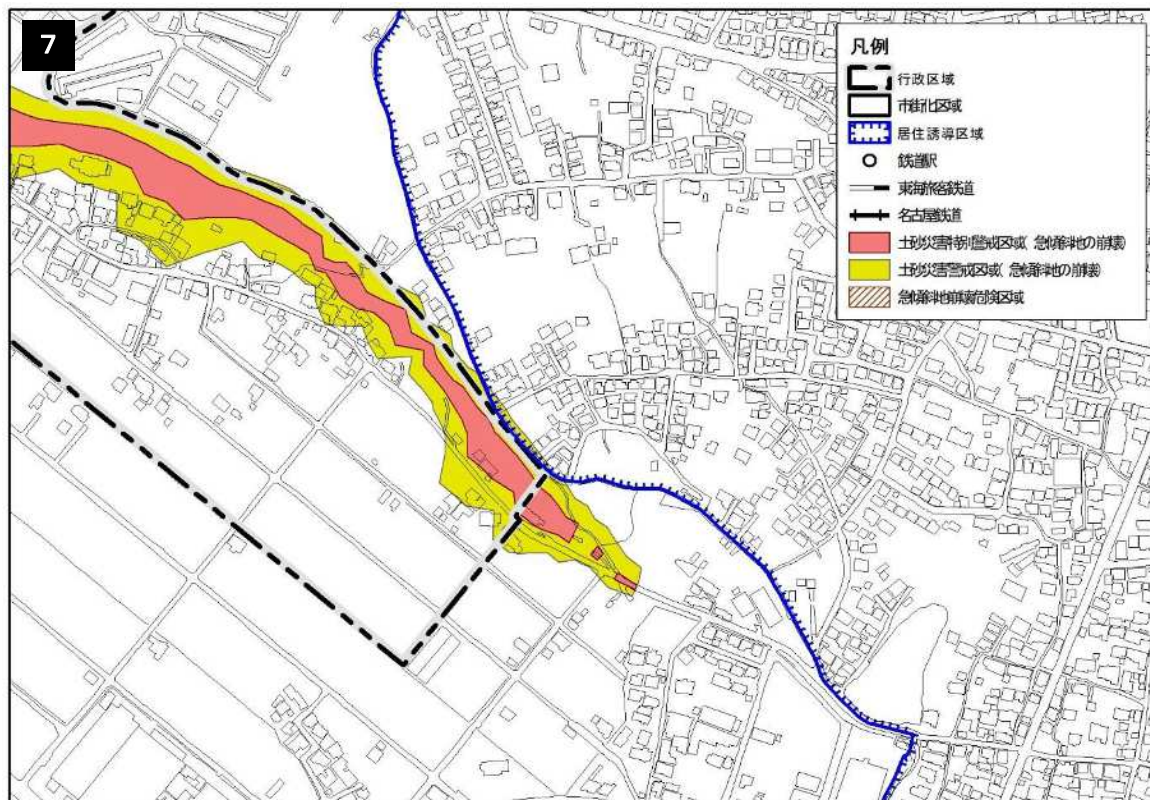 7
凡例
行政区域
市街化区域
居住誘導区域
鉄道駅
東海旅客鉄道
名古屋鉄道
土砂災害特別警戒区域(急傾斜地の崩壊)
土砂災害警戒区域(急傾斜地の崩壊)
急傾斜地崩壊危険区域